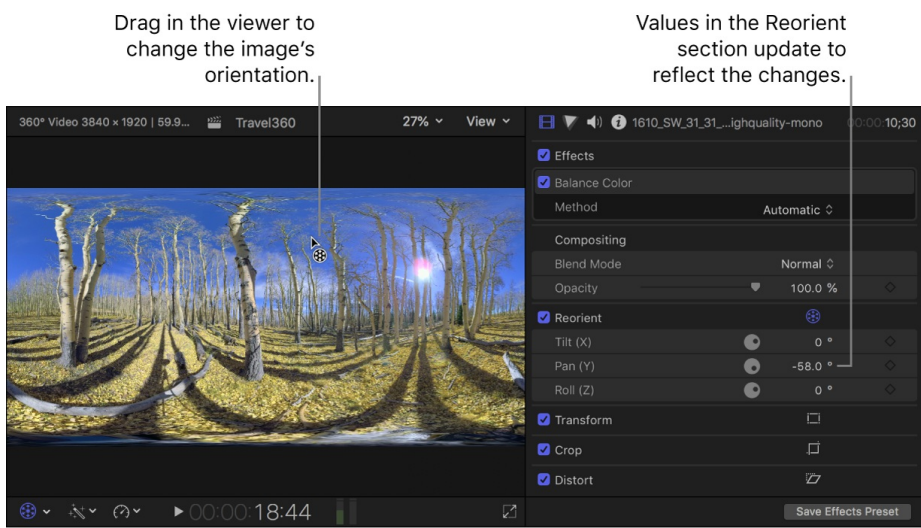 Drag in the viewer to
change the image's
orientation.
Values in the Reorient
section update to
reflect the changes.
360° Video 3840 × 1920 | 59.9... Travel360 27% View
1610_SW_31_31_...ighquality-mono 00:00:10;30
Effects
Balance Color
Method Automatic
Compositing
Blend Mode Normal
Opacity 100.0 %
Reorient
Tilt (X) 0 °
Pan (Y) -58.0 °
Roll (Z) 0 °
Transform
Crop
Distort
00:00:18:44
Save Effects Preset